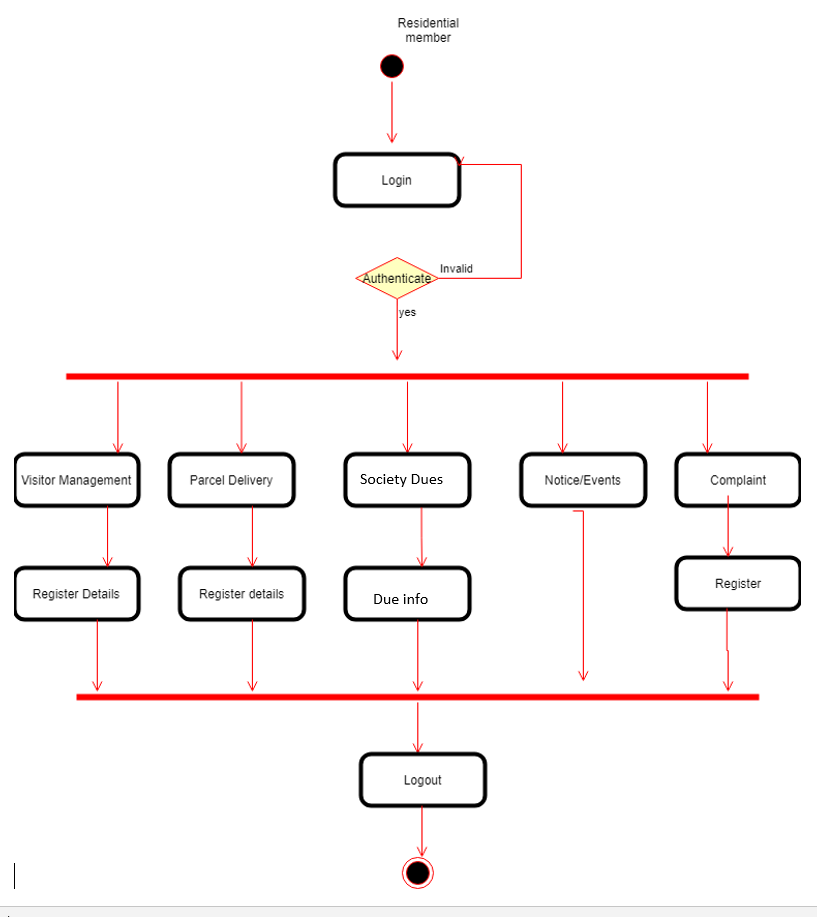 Residential
member
Login
Invalid
Authenticate
yes
Visitor Management
Parcel Delivery
Society Dues
Notice/Events
Complaint
Register Details
Register details
Due info
Register
Logout